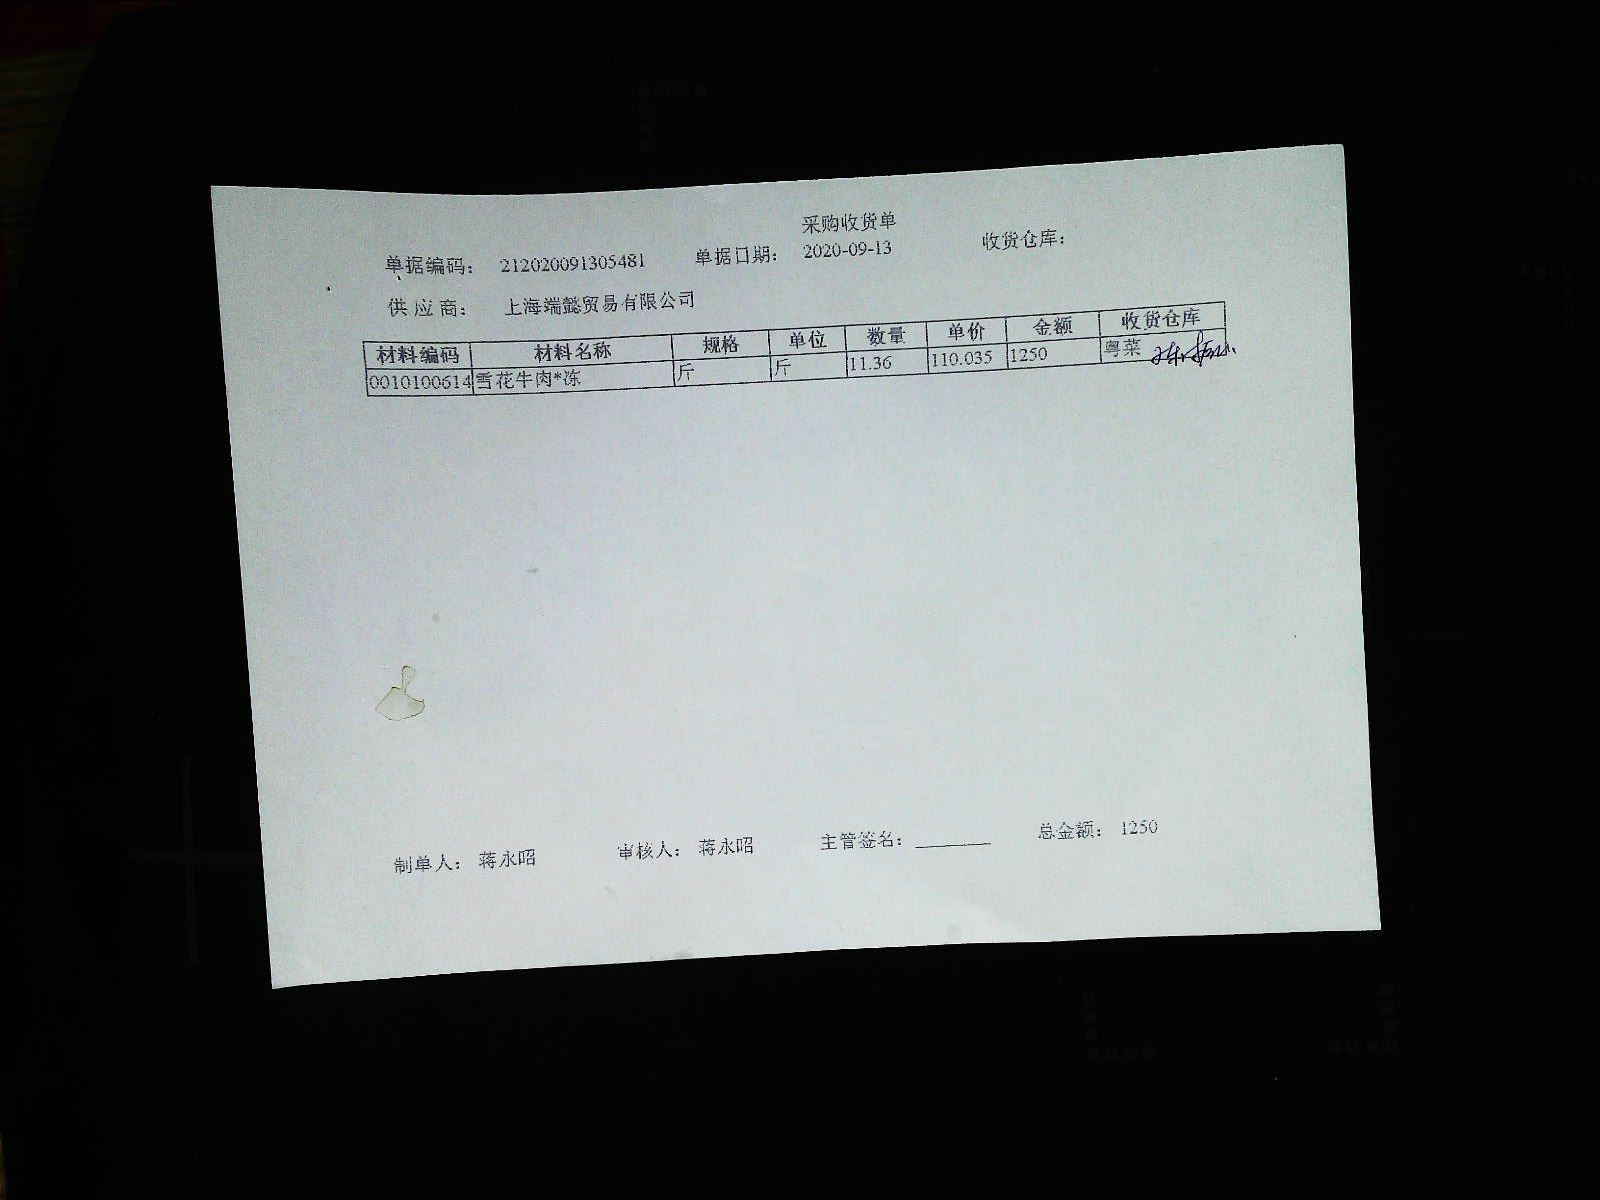 采购收货单
单据编码： 212020091305481 单据日期： 2020-09-13 收货仓库：
供应商： 上海端懿贸易有限公司
材料编码 材料名称 规格 单位 数量 单价 金额 收货仓库
0010100614 雪花牛肉*冻 斤 斤 11.36 110.035 1250 粤菜
制单人： 蒋永昭 审核人： 蒋永昭 主管签名： 总金额： 1250